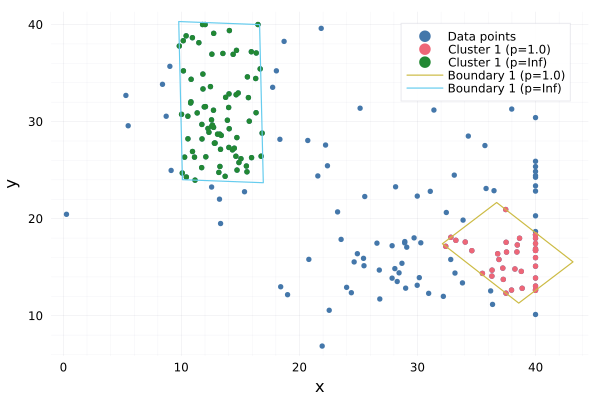 Data points
Cluster 1 (p=1.0)
Cluster 1 (p=Inf)
Boundary 1 (p=1.0)
Boundary 1 (p=Inf)
40
30
20
10
y
0
10
20
30
40
x